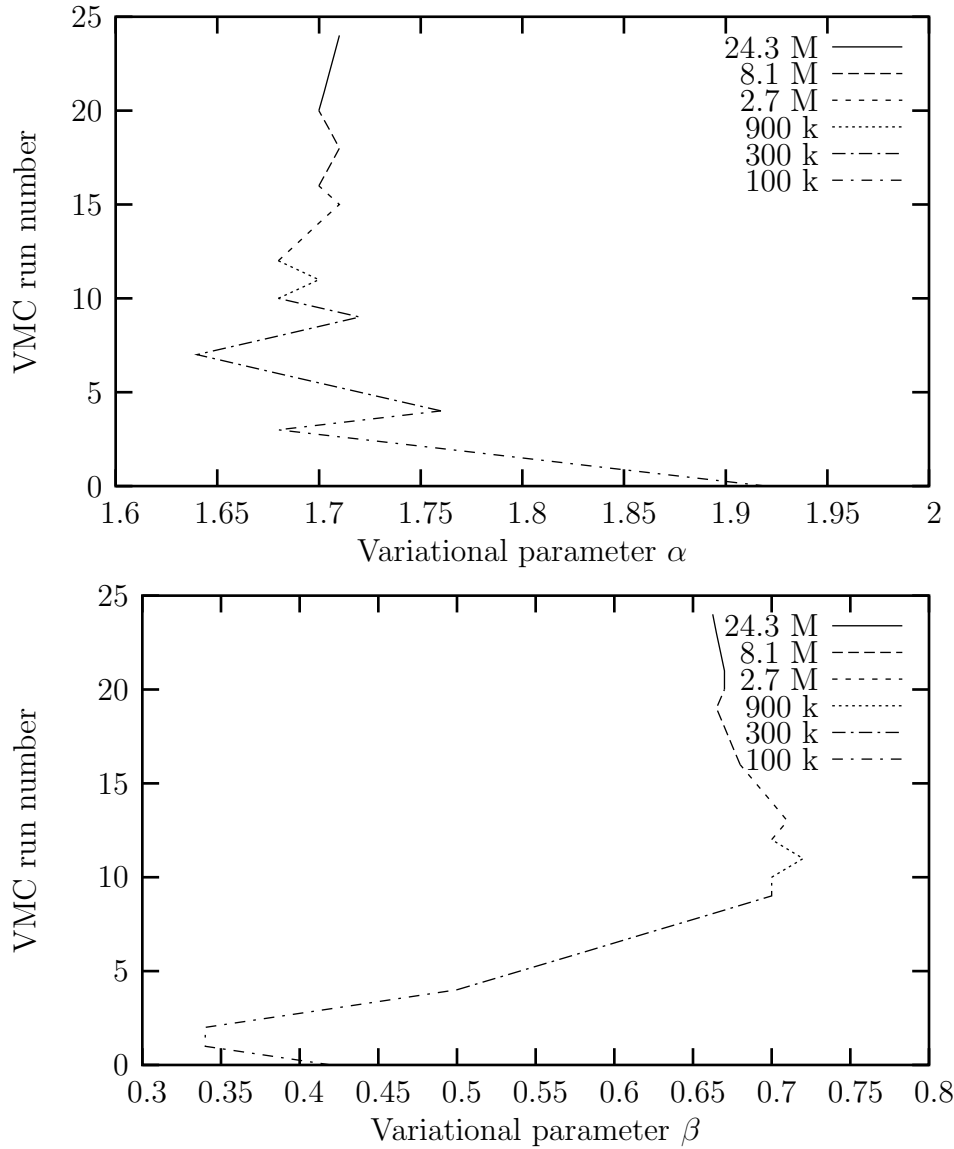 25
20
15
10
5
0
VMC run number
24.3 M
8.1 M
2.7 M
900 k
300 k
100 k
1.6 1.65 1.7 1.75 1.8 1.85 1.9 1.95 2
Variational parameter α
25
20
15
10
5
0
VMC run number
24.3 M
8.1 M
2.7 M
900 k
300 k
100 k
0.3 0.35 0.4 0.45 0.5 0.55 0.6 0.65 0.7 0.75 0.8
Variational parameter β